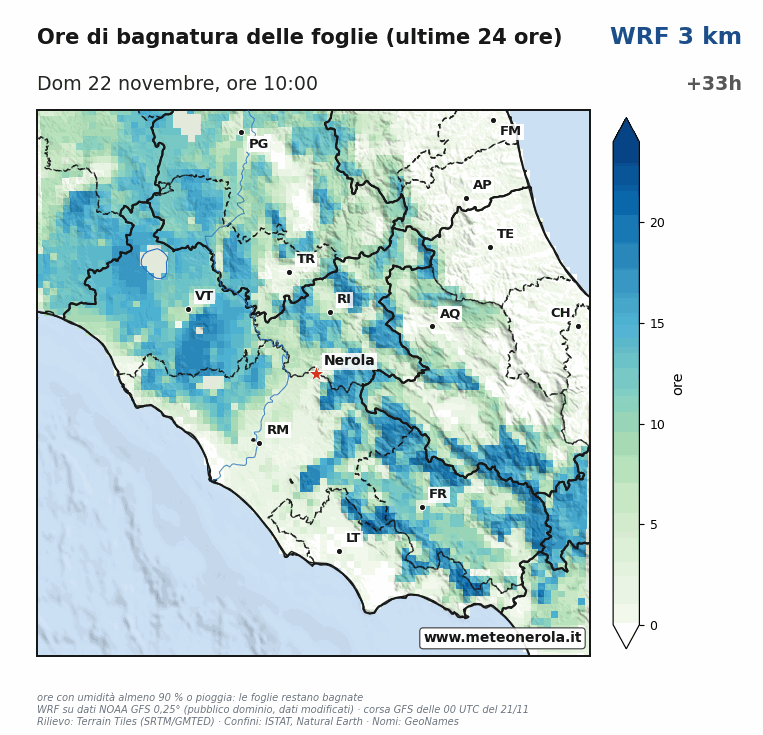 Ore di bagnatura delle foglie (ultime 24 ore)
WRF 3 km
Dom 22 novembre, ore 10:00
+33h
FM
PG
AP
TE
TR
VT
RI
AQ
CH
Nerola
RM
FR
LT
20
15
10
5
0
ore
www.meteonerola.it
ore con umidità almeno 90 % o pioggia: le foglie restano bagnate
WRF su dati NOAA GFS 0,25° (pubblico dominio, dati modificati) · corsa GFS delle 00 UTC del 21/11
Rilievo: Terrain Tiles (SRTM/GMTED) · Confini: ISTAT, Natural Earth · Nomi: GeoNames